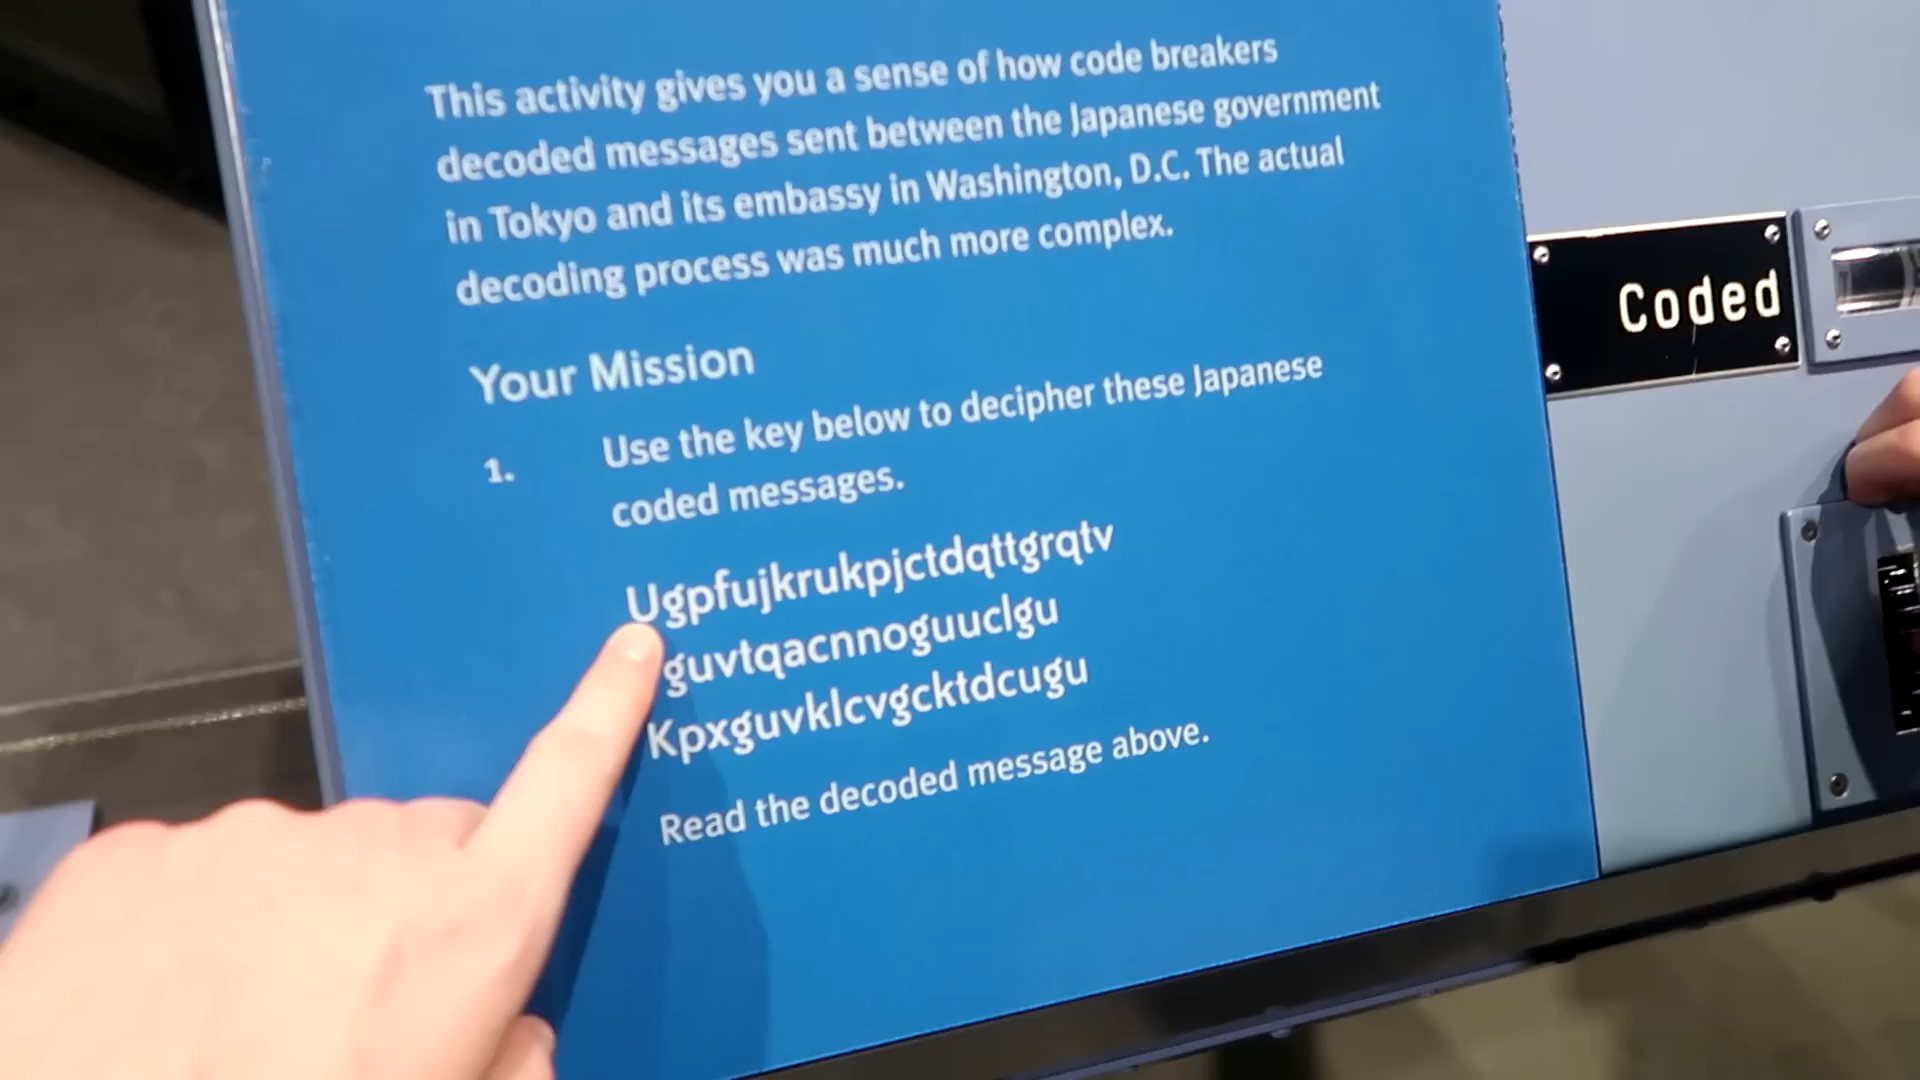 This activity gives you a sense of how code breakers
decoded messages sent between the Japanese government
in Tokyo and its embassy in Washington, D.C. The actual
decoding process was much more complex.
Your Mission
1. Use the key below to decipher these Japanese
coded messages.
Ugpfujkrukpjctdqttgrqtv
guvtqacnnoguuclgu
Kpxguvklcvgcktdcugu
Read the decoded message above.
Coded